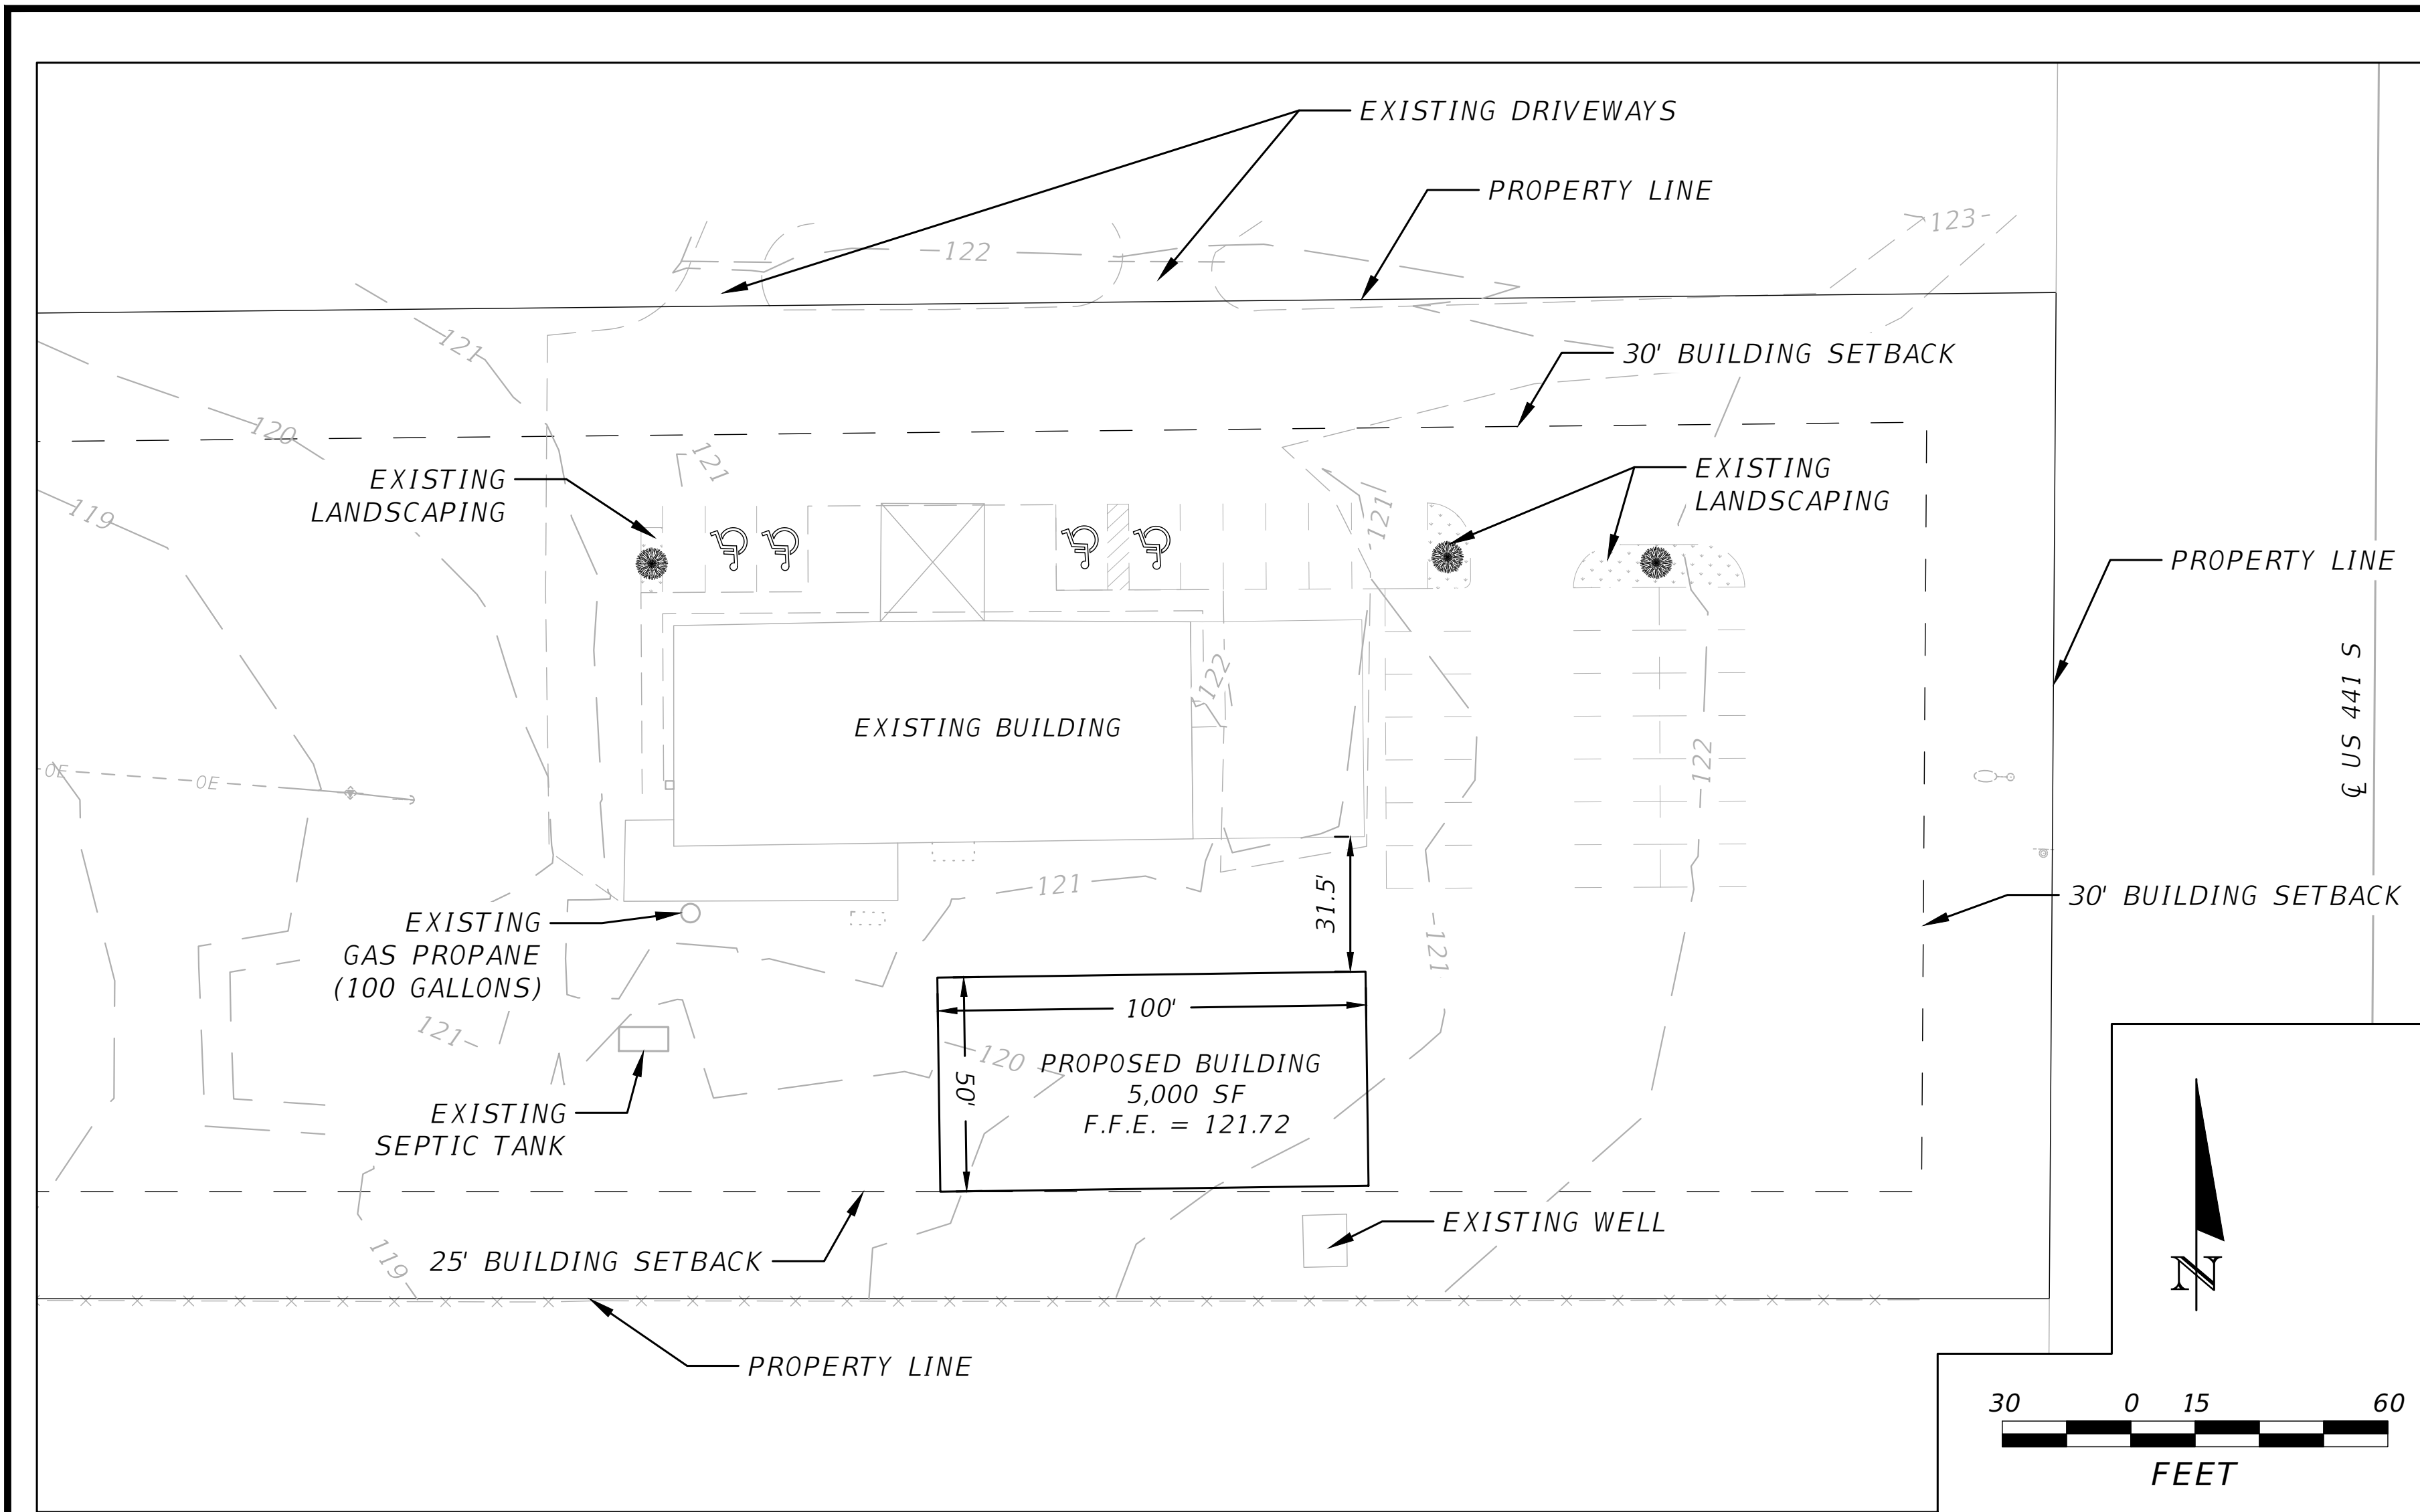 EXISTING DRIVEWAYS
PROPERTY LINE
123
122
121
30' BUILDING SETBACK
120
121
EXISTING
LANDSCAPING
EXISTING
LANDSCAPING
119
121
PROPERTY LINE
122
EXISTING BUILDING
℄ US 441 S
122
OE
OE
31.5'
121
30' BUILDING SETBACK
EXISTING
GAS PROPANE
(100 GALLONS)
121
100'
121
120
PROPOSED BUILDING
5,000 SF
F.F.E. = 121.72
50'
EXISTING
SEPTIC TANK
EXISTING WELL
119
25' BUILDING SETBACK
N
PROPERTY LINE
30 0 15 60
FEET